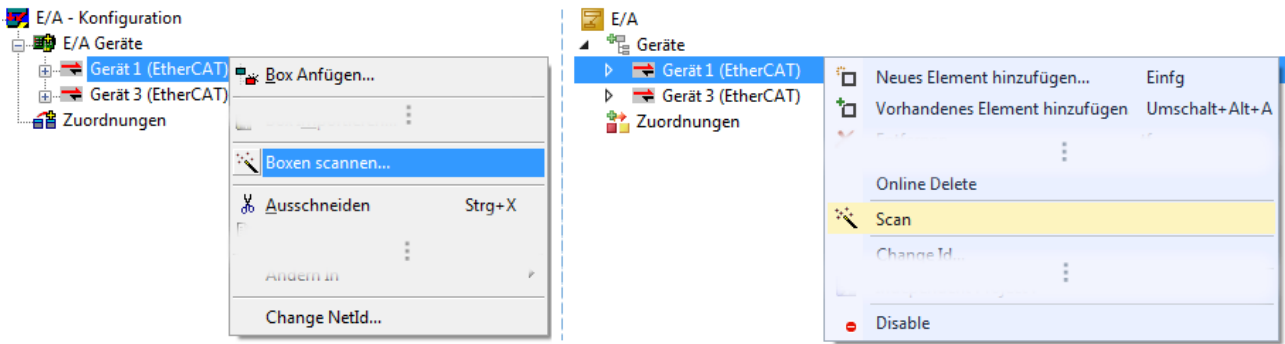 E/A - Konfiguration
E/A Geräte
Gerät 1 (EtherCAT)
Gerät 3 (EtherCAT)
Zuordnungen
Box Anfügen...
Boxen scannen...
Ausschneiden Strg+X
Ändern In
Change NetId...
E/A
Geräte
Gerät 1 (EtherCAT)
Gerät 3 (EtherCAT)
Zuordnungen
Neues Element hinzufügen... Einfg
Vorhandenes Element hinzufügen Umschalt+Alt+A
Online Delete
Scan
Change Id...
Disable